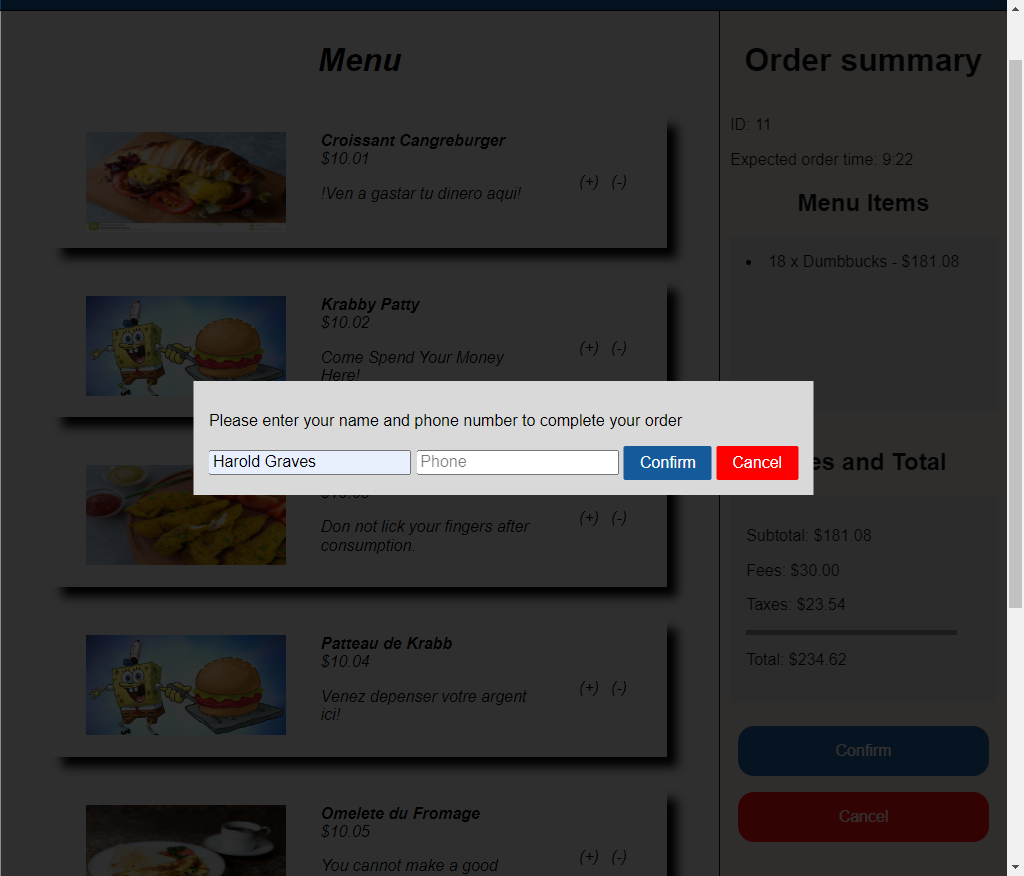 Menu
Croissant Cangreburger
$10.01
(+) (-)
!Ven a gastar tu dinero aqui!
Krabby Patty
$10.02
(+) (-)
Come Spend Your Money
Here!
Please enter your name and phone number to complete your order
Harold Graves Phone Confirm Cancel
(+) (-)
Don not lick your fingers after
consumption.
Patteau de Krabb
$10.04
(+) (-)
Venez depenser votre argent
ici!
Omelete du Fromage
$10.05
(+) (-)
You cannot make a good
Order summary
ID: 11
Expected order time: 9:22
Menu Items
• 18 x Dumbbucks - $181.08
and Total
Subtotal: $181.08
Fees: $30.00
Taxes: $23.54
Total: $234.62
Confirm
Cancel